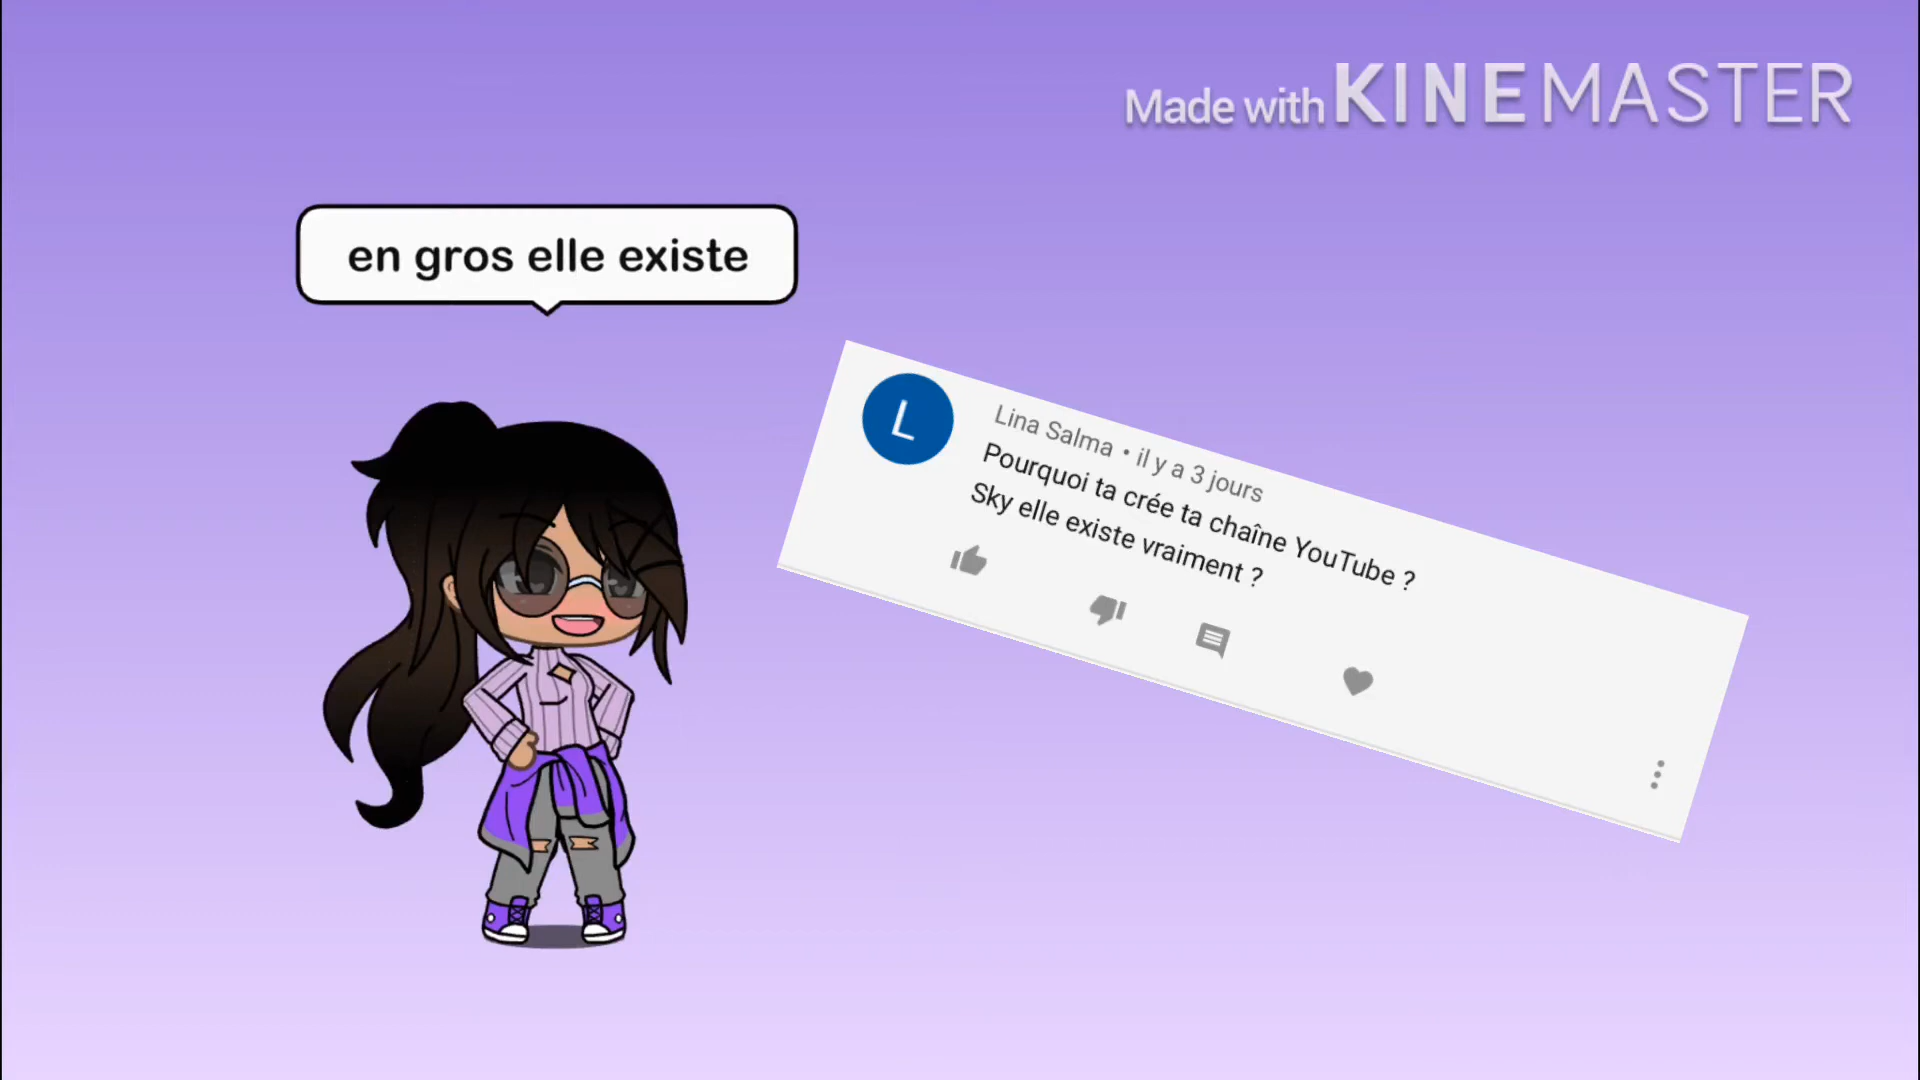 Made with KINEMASTER
en gros elle existe
L
Lina Salma • il y a 3 jours
Pourquoi ta crée ta chaîne YouTube ?
Sky elle existe vraiment ?